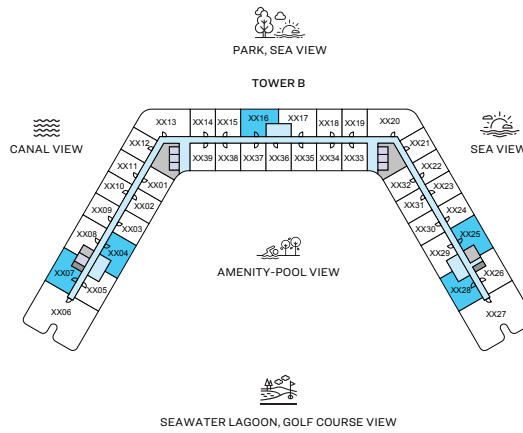 PARK, SEA VIEW
TOWER B
CANAL VIEW
SEA VIEW
XX13
XX14
XX15
XX16
XX17
XX18
XX19
XX20
XX12
XX11
XX10
XX09
XX08
XX07
XX06
XX39
XX38
XX37
XX36
XX35
XX34
XX33
XX01
XX02
XX03
XX04
XX05
XX21
XX22
XX23
XX24
XX25
XX26
XX27
XX32
XX31
XX30
XX29
XX28
AMENITY-POOL VIEW
SEAWATER LAGOON, GOLF COURSE VIEW